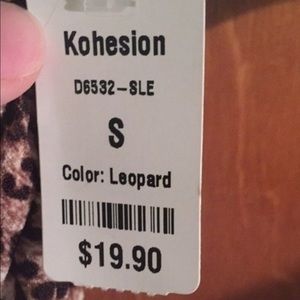 Kohesion
D6532-SLE
S
Color: Leopard
$19.90